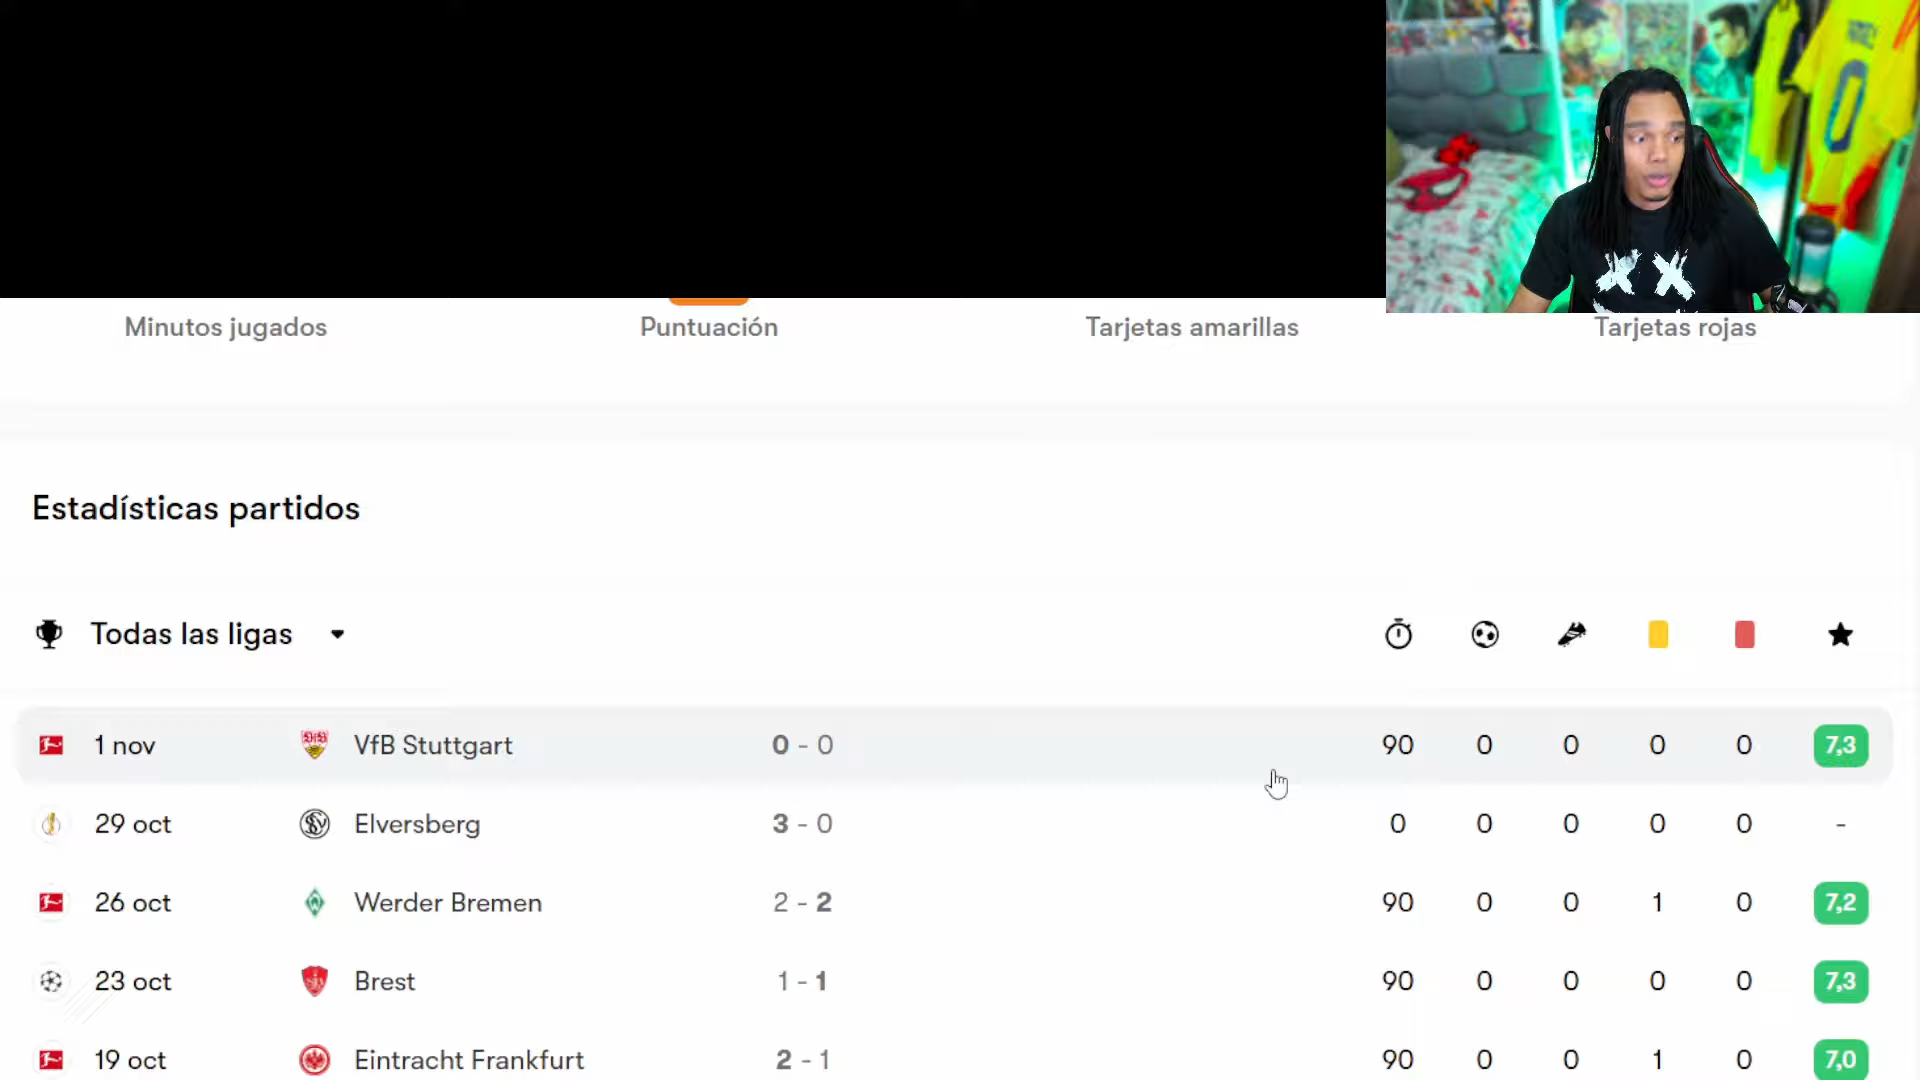 Minutos jugados Puntuación Tarjetas amarillas Tarjetas rojas
Estadísticas partidos
Todas las ligas
1 nov VfB Stuttgart 0 - 0 90 0 0 0 0 7,3
29 oct Elversberg 3 - 0 0 0 0 0 0 -
26 oct Werder Bremen 2 - 2 90 0 0 1 0 7,2
23 oct Brest 1 - 1 90 0 0 0 0 7,3
19 oct Eintracht Frankfurt 2 - 1 90 0 0 1 0 7,0